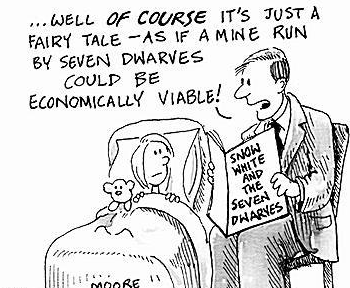 ...WELL OF COURSE IT'S JUST A
FAIRY TALE - AS IF A MINE RUN
BY SEVEN DWARVES
COULD BE
ECONOMICALLY VIABLE!
SNOW
WHITE
AND
THE
SEVEN
DWARVES
MOORE